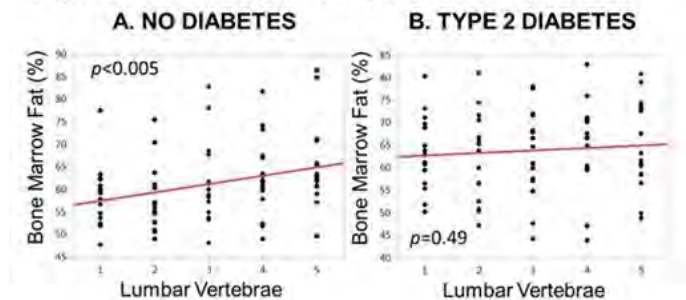 A. NO DIABETES
B. TYPE 2 DIABETES
Bone Marrow Fat (%)
90
85
80
75
70
65
60
55
50
45
p<0.005
1 2 3 4 5
Lumbar Vertebrae
Bone Marrow Fat (%)
85
80
75
70
65
60
55
50
45
40
p=0.49
1 2 3 4 5
Lumbar Vertebrae